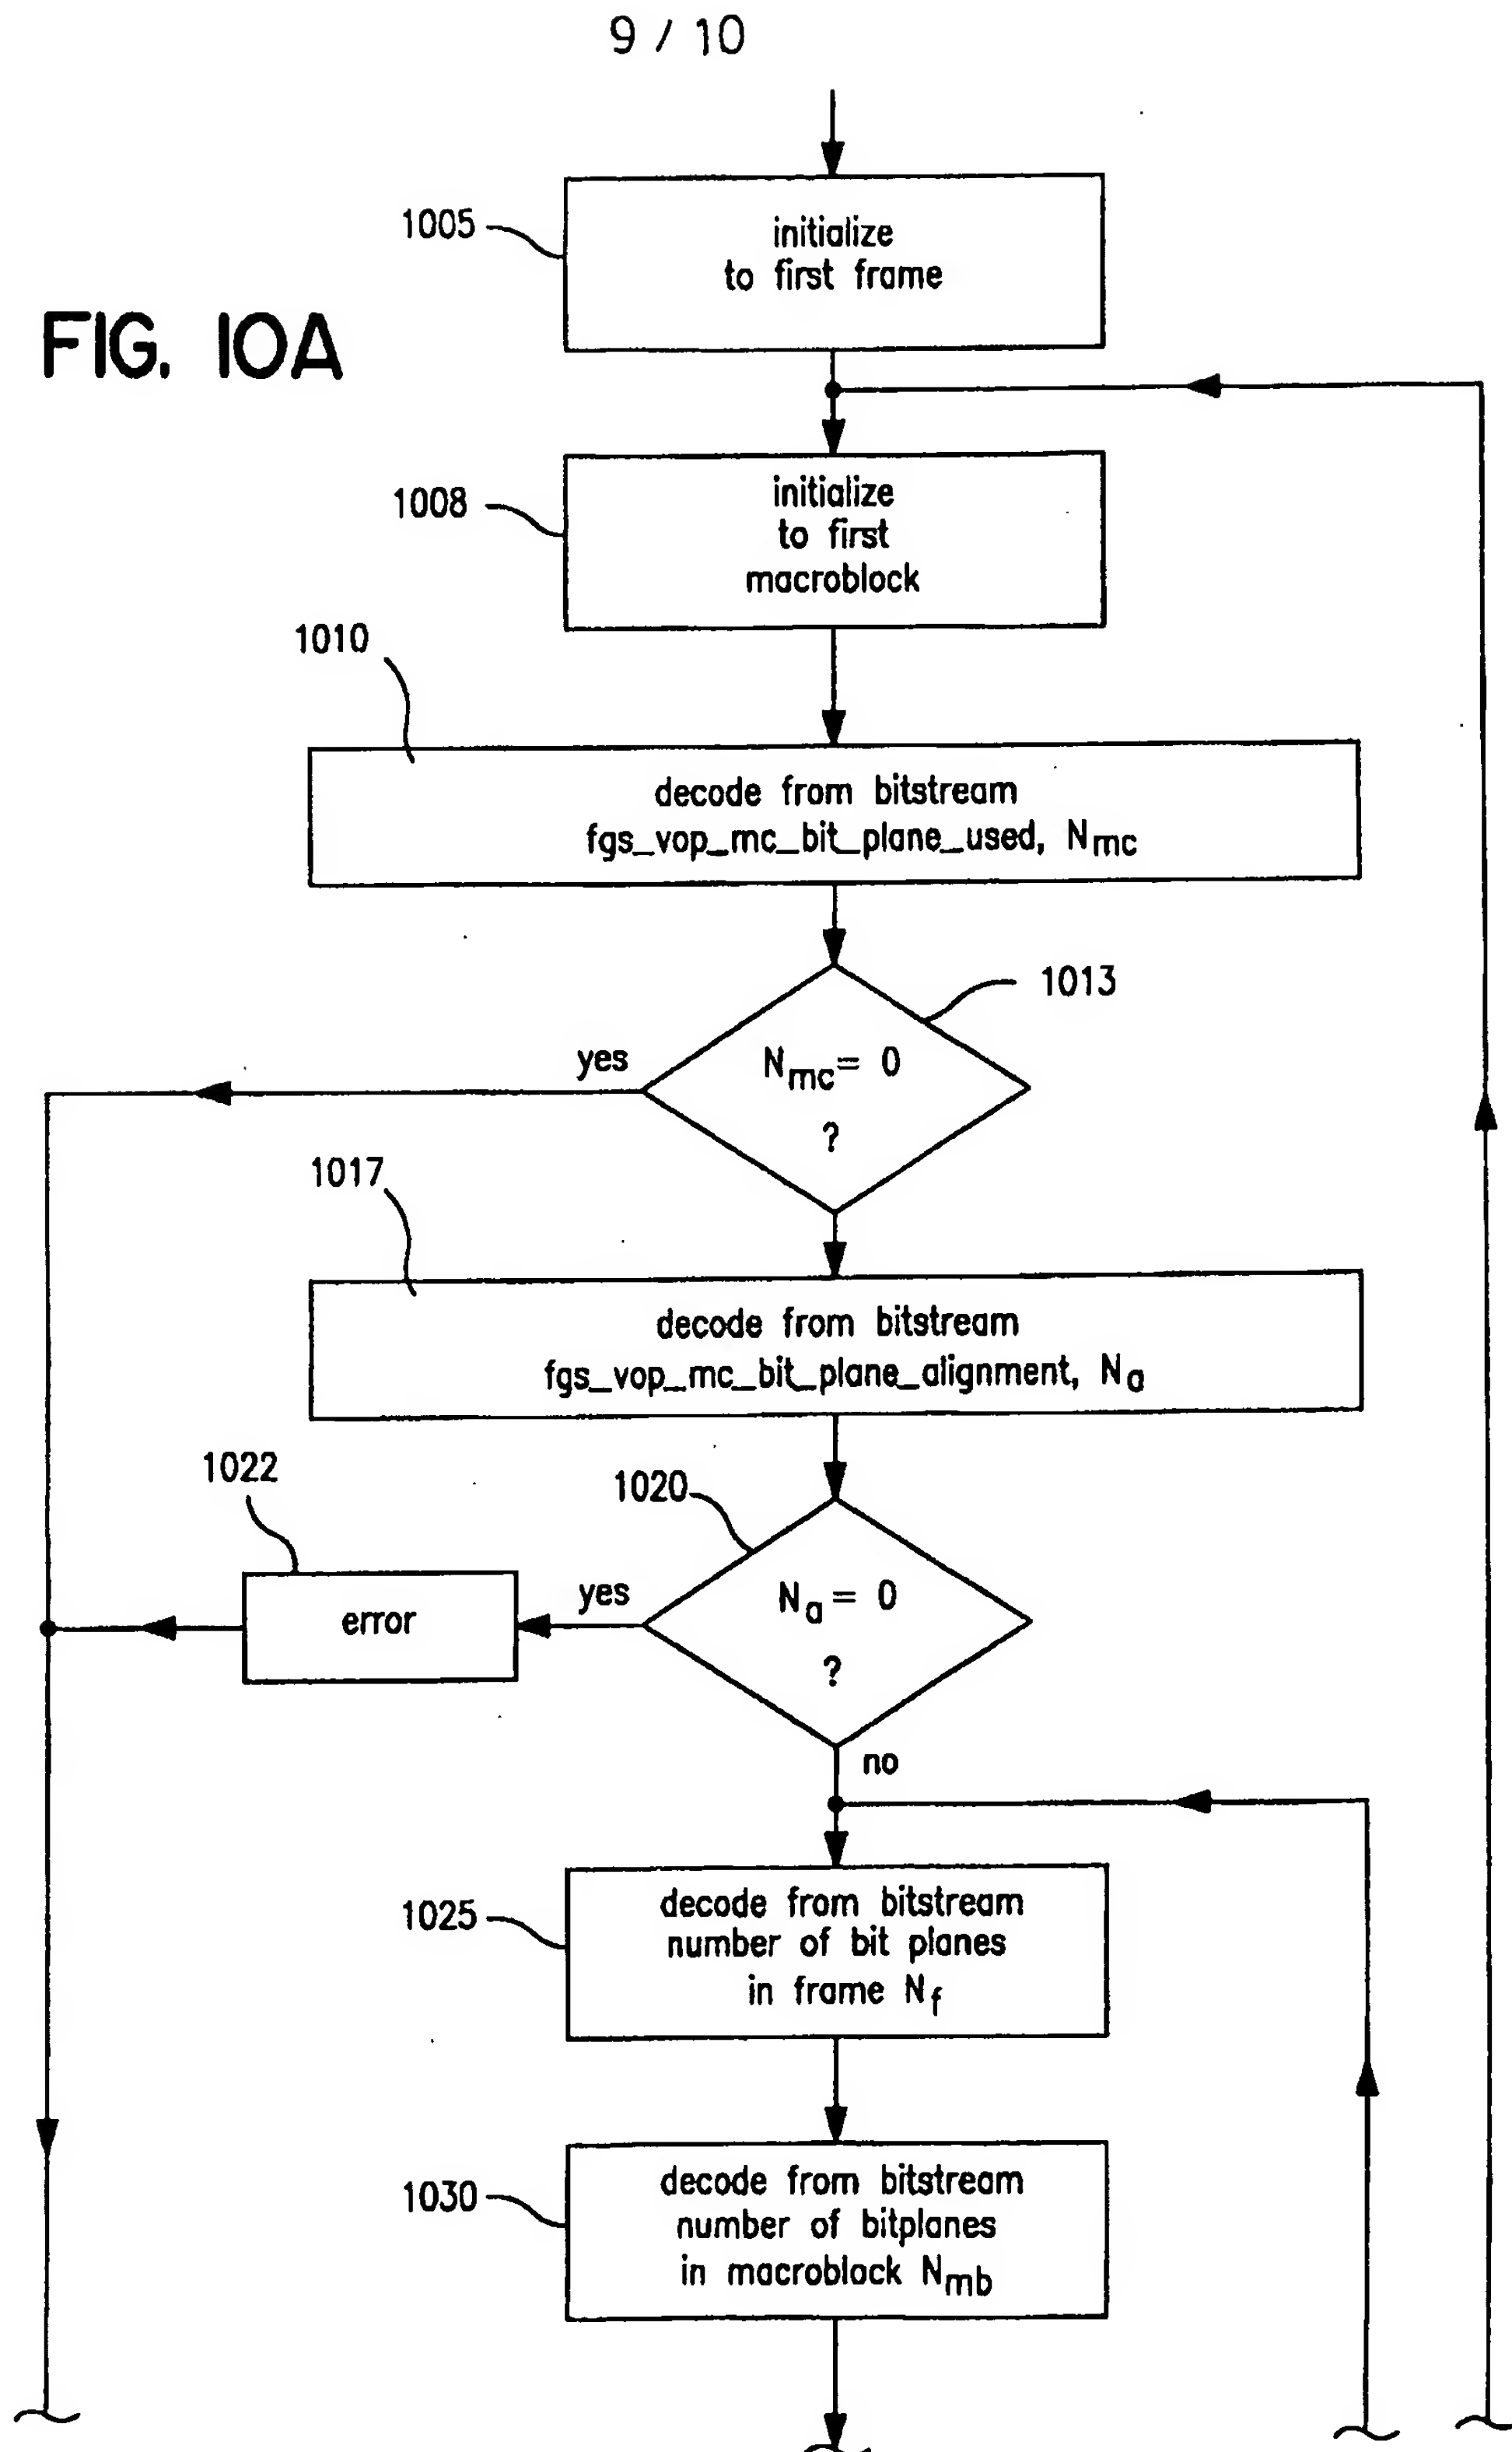 9 / 10
1005
initialize
to first frame
FIG. 10A
1008
initialize
to first
macroblock
1010
decode from bitstream
fgs_vop_mc_bit_plane_used, Nmc
1013
yes
Nmc = 0
?
1017
decode from bitstream
fgs_vop_mc_bit_plane_alignment, Na
1022
1020
error
yes
Na = 0
?
no
1025
decode from bitstream
number of bit planes
in frame Nf
1030
decode from bitstream
number of bitplanes
in macroblock Nmb